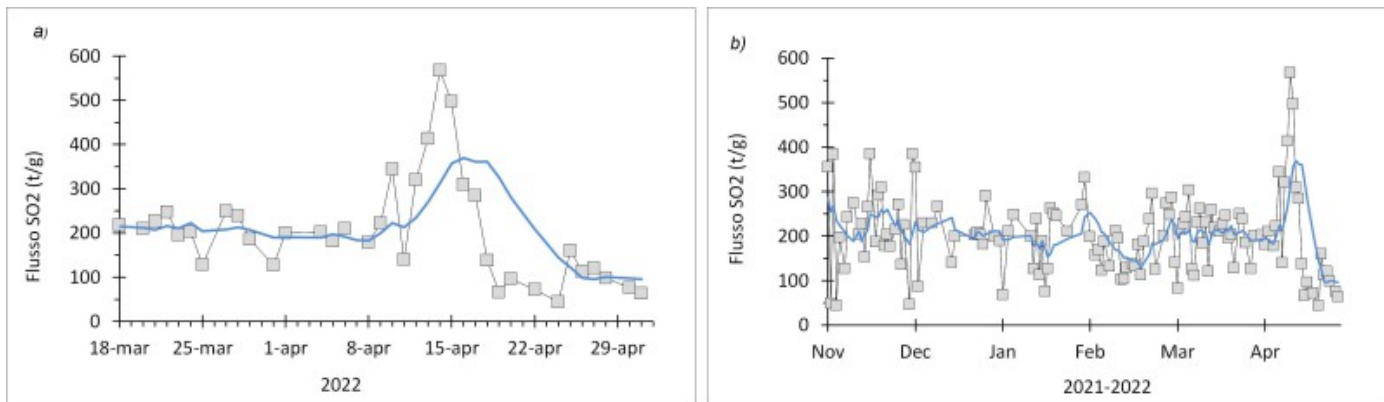 a)
600
500
400
300
200
100
0
Flusso SO2 (t/g)
18-mar 25-mar 1-apr 8-apr 15-apr 22-apr 29-apr
2022
b)
600
500
400
300
200
100
0
Flusso SO2 (t/g)
Nov Dec Jan Feb Mar Apr
2021-2022